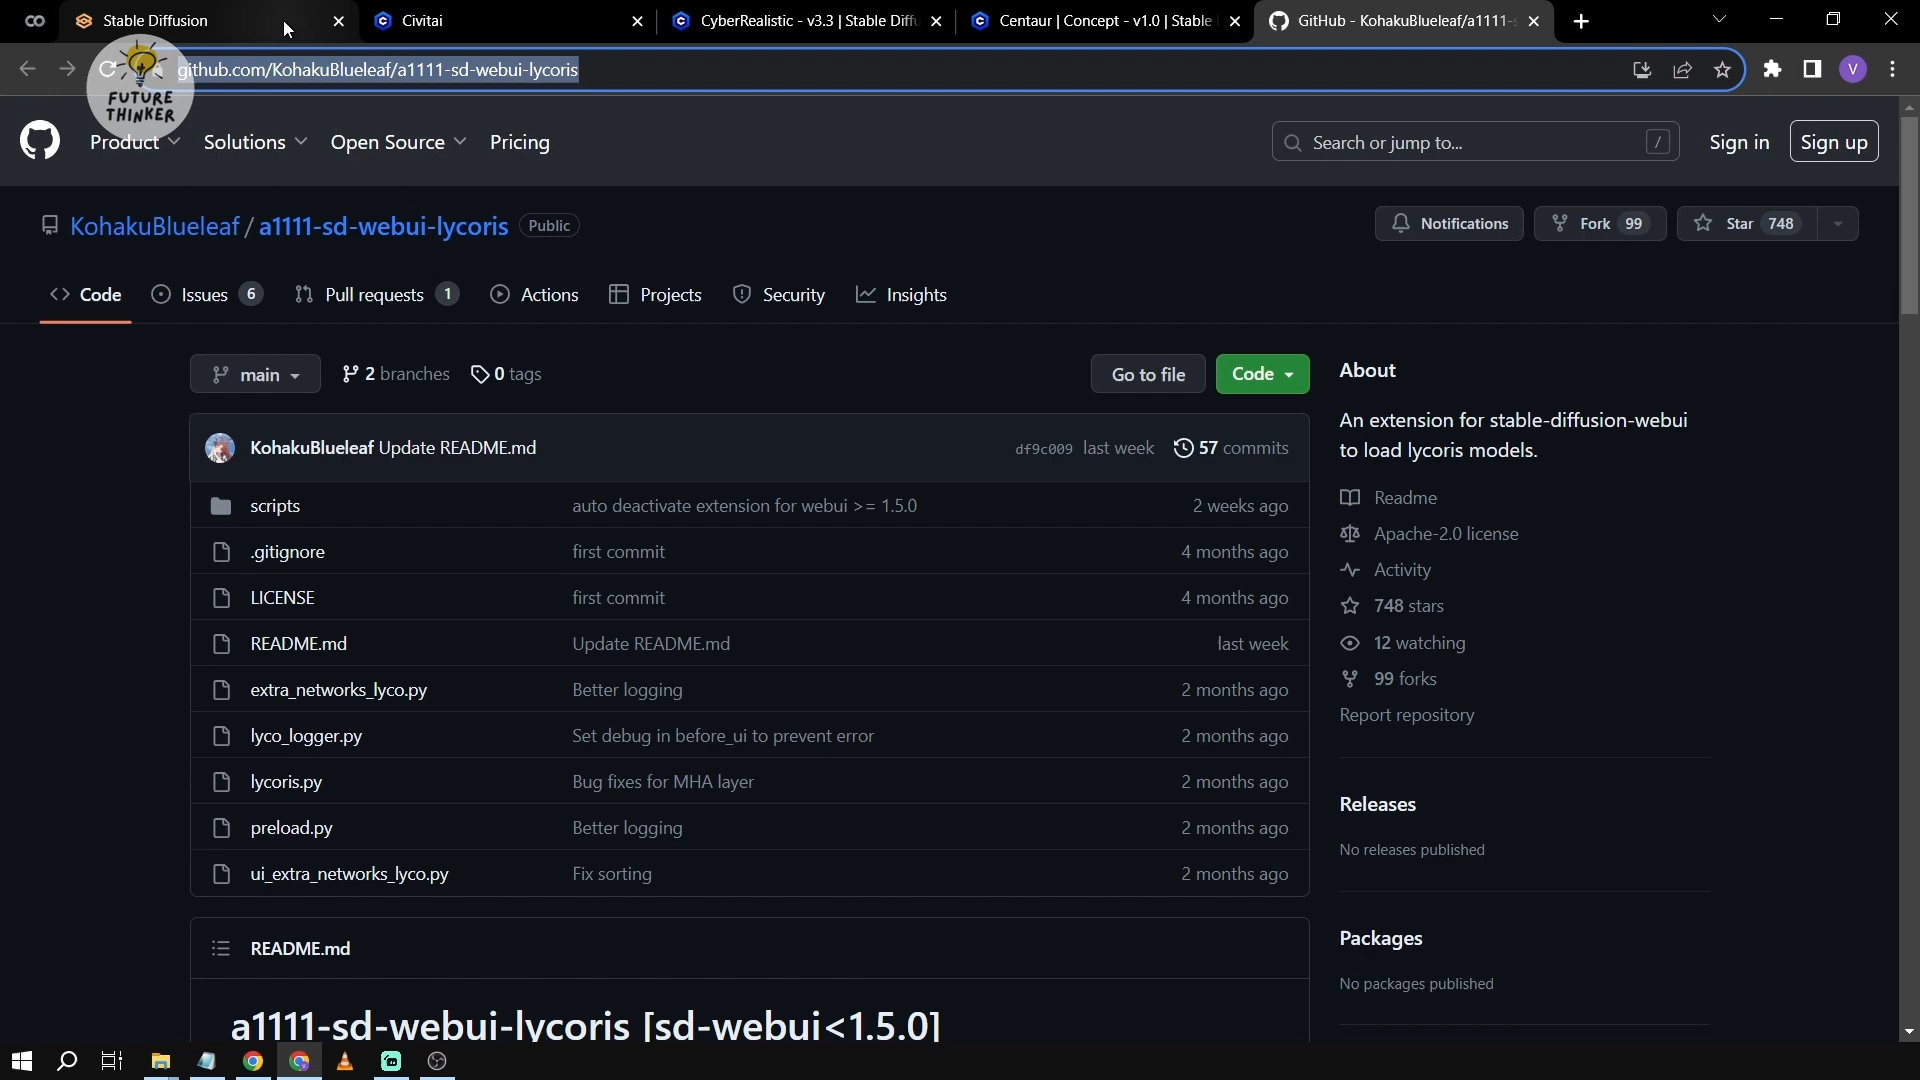 Stable Diffusion
Civitai
CyberRealistic - v3.3 | Stable Diffu
Centaur | Concept - v1.0 | Stable
GitHub - KohakuBlueleaf/a1111-s
github.com/KohakuBlueleaf/a1111-sd-webui-lycoris
V
FUTURE
THINKER
Product
Solutions
Open Source
Pricing
Search or jump to...
/
Sign in
Sign up
KohakuBlueleaf / a1111-sd-webui-lycoris
Public
Notifications
Fork 99
Star 748
Code
Issues 6
Pull requests 1
Actions
Projects
Security
Insights
main
2 branches
0 tags
Go to file
Code
KohakuBlueleaf Update README.md
df9c009 last week
57 commits
scripts
auto deactivate extension for webui >= 1.5.0
2 weeks ago
.gitignore
first commit
4 months ago
LICENSE
first commit
4 months ago
README.md
Update README.md
last week
extra_networks_lyco.py
Better logging
2 months ago
lyco_logger.py
Set debug in before_ui to prevent error
2 months ago
lycoris.py
Bug fixes for MHA layer
2 months ago
preload.py
Better logging
2 months ago
ui_extra_networks_lyco.py
Fix sorting
2 months ago
README.md
a1111-sd-webui-lycoris [sd-webui<1.5.0]
About
An extension for stable-diffusion-webui
to load lycoris models.
Readme
Apache-2.0 license
Activity
748 stars
12 watching
99 forks
Report repository
Releases
No releases published
Packages
No packages published